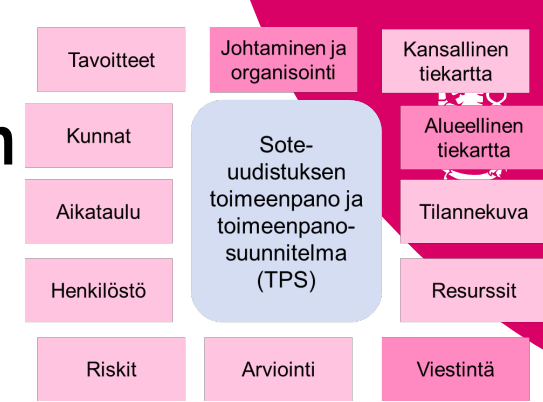 Tavoitteet
Johtaminen ja
organisointi
Kansallinen
tiekartta
n
Kunnat
Alueellinen
tiekartta
Sote-
uudistuksen
toimeenpano ja
toimeenpano-
suunnitelma
(TPS)
Aikataulu
Tilannekuva
Henkilöstö
Resurssit
Riskit
Arviointi
Viestintä